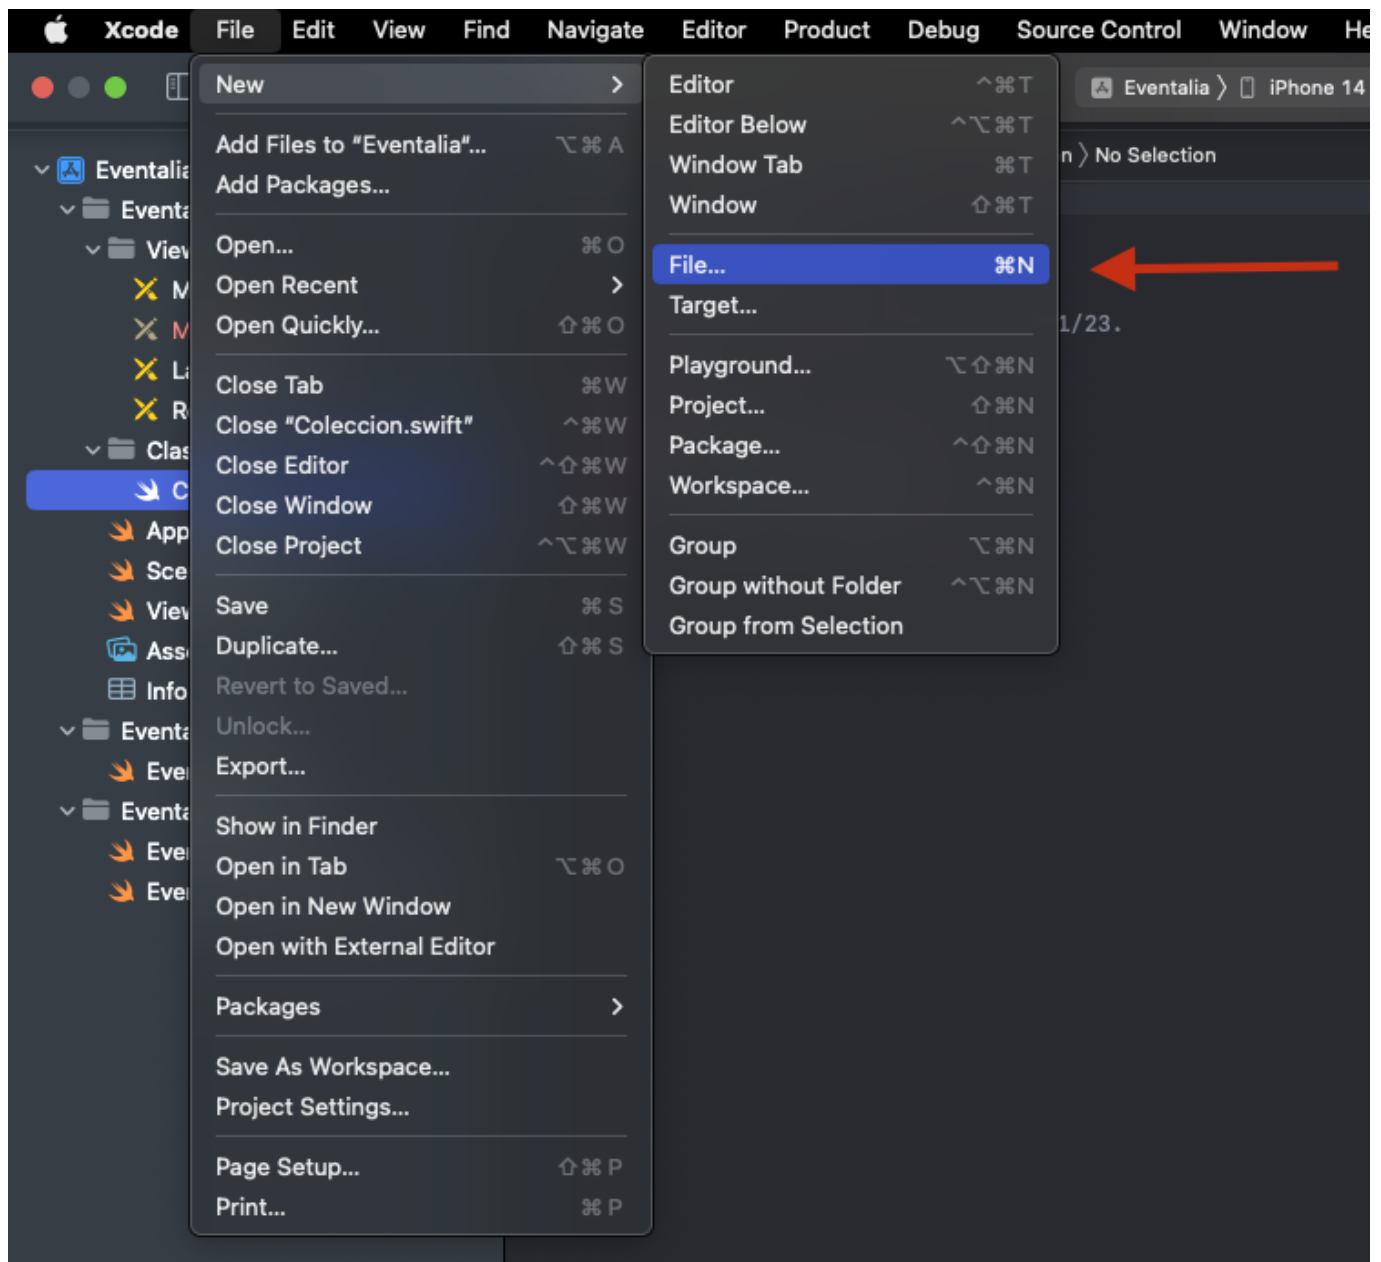 Xcode File Edit View Find Navigate Editor Product Debug Source Control Window
Eventalia 〉 iPhone 14
〉 No Selection
1/23.
New
Add Files to “Eventalia”... ⌥⌘A
Add Packages...
Open... ⌘O
Open Recent
Open Quickly... ⇧⌘O
Close Tab ⌘W
Close “Coleccion.swift” ^⌘W
Close Editor ^⇧⌘W
Close Window ⇧⌘W
Close Project ^⌥⌘W
Save ⌘S
Duplicate... ⇧⌘S
Revert to Saved...
Unlock...
Export...
Show in Finder
Open in Tab ⌥⌘O
Open in New Window
Open with External Editor
Packages
Save As Workspace...
Project Settings...
Page Setup... ⇧⌘P
Print... ⌘P
Editor ^⌘T
Editor Below ^⌥⌘T
Window Tab ⌘T
Window ⇧⌘T
File... ⌘N
Target...
Playground... ⌥⇧⌘N
Project... ⇧⌘N
Package... ^⇧⌘N
Workspace... ^⌘N
Group ⌥⌘N
Group without Folder ^⌥⌘N
Group from Selection